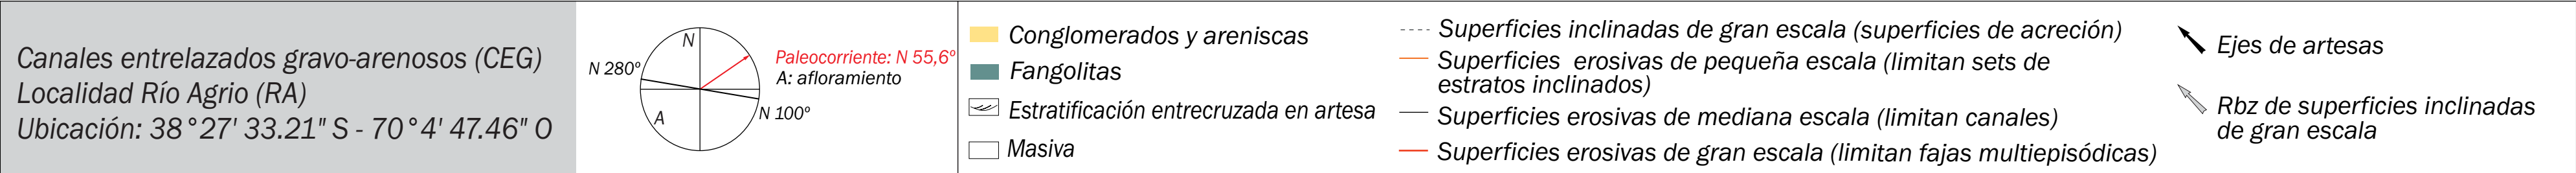 Canales entrelazados gravo-arenosos (CEG)
Localidad Río Agrio (RA)
Ubicación: 38°27' 33.21" S - 70°4' 47.46" O
N
N 280º
A
N 100º
Paleocorriente: N 55,6º
A: afloramiento
Conglomerados y areniscas
Fangolitas
Estratificación entrecruzada en artesa
Masiva
Superficies inclinadas de gran escala (superficies de acreción)
Superficies erosivas de pequeña escala (limitan sets de
estratos inclinados)
Superficies erosivas de mediana escala (limitan canales)
Superficies erosivas de gran escala (limitan fajas multiepisódicas)
Ejes de artesas
Rbz de superficies inclinadas
de gran escala